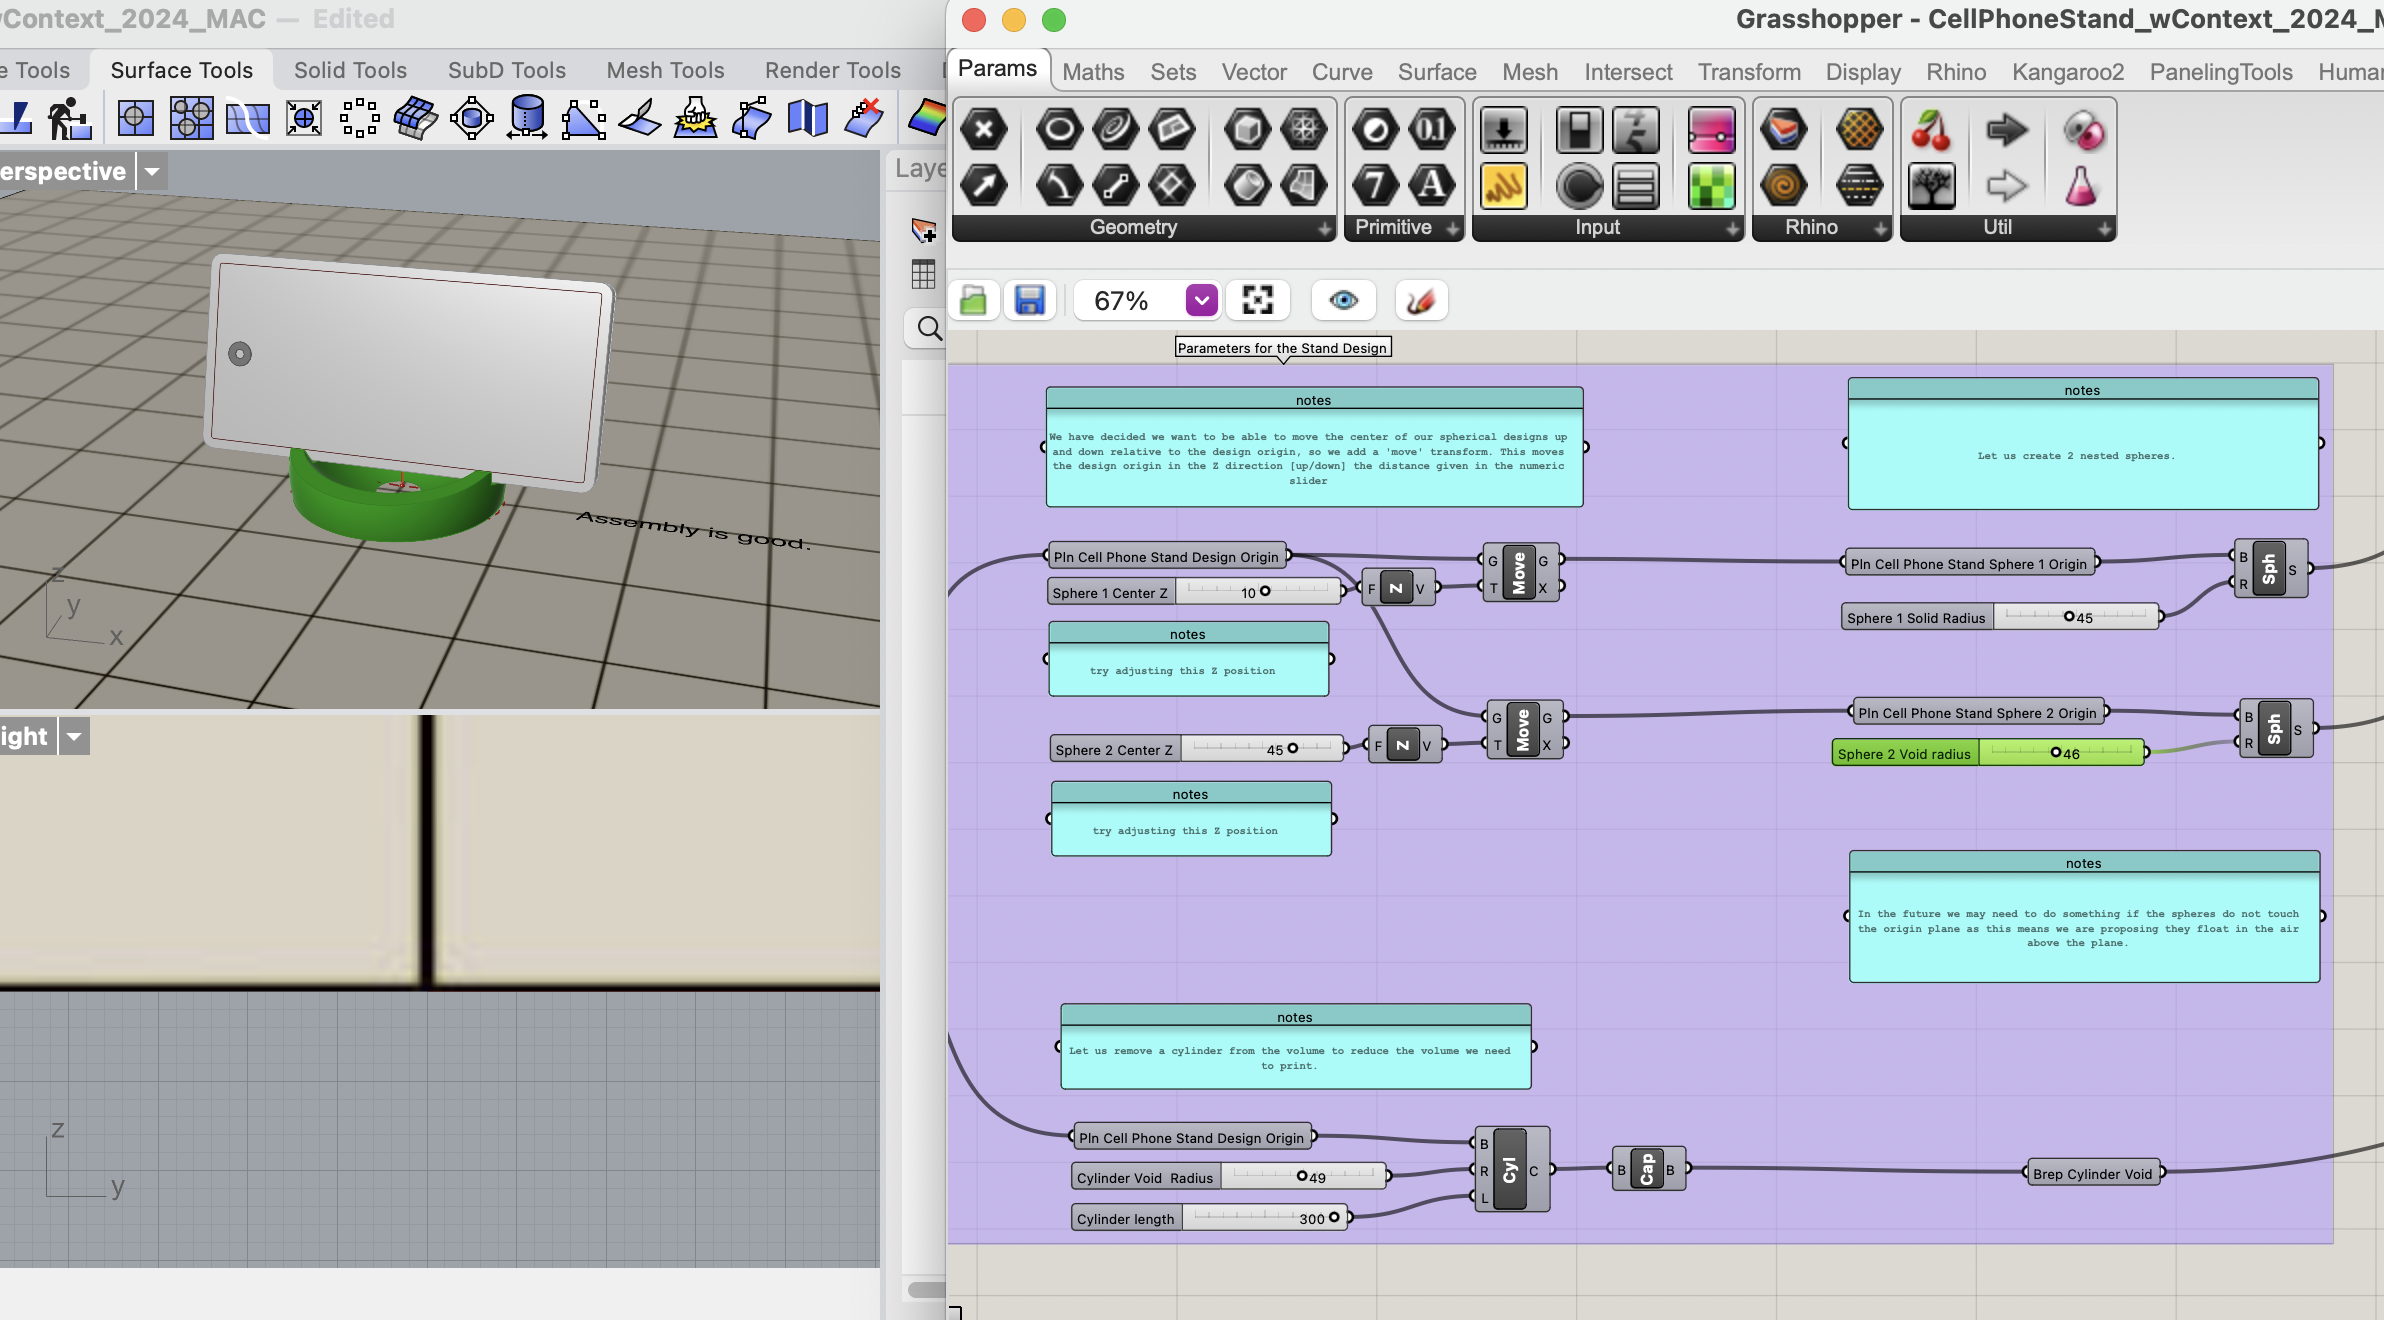 Context_2024_MAC — Edited
Grasshopper - CellPhoneStand_wContext_2024_M
e Tools
Surface Tools
Solid Tools
SubD Tools
Mesh Tools
Render Tools
Params
Maths
Sets
Vector
Curve
Surface
Mesh
Intersect
Transform
Display
Rhino
Kangaroo2
PanelingTools
Human
0.1
7
A
Geometry
Primitive
Input
Rhino
Util
erspective
Laye
67%
Parameters for the Stand Design
notes
We have decided we want to be able to move the center of our spherical designs up
and down relative to the design origin, so we add a 'move' transform. This moves
the design origin in the Z direction [up/down] the distance given in the numeric
slider
notes
Let us create 2 nested spheres.
Assembly is good.
z
y
x
Pln Cell Phone Stand Design Origin
Sphere 1 Center Z
10
F
Z
V
G
T
Move
G
X
Pln Cell Phone Stand Sphere 1 Origin
Sphere 1 Solid Radius
45
B
R
Sph
S
notes
try adjusting this Z position
Sphere 2 Center Z
45
F
Z
V
G
T
Move
G
X
Pln Cell Phone Stand Sphere 2 Origin
Sphere 2 Void radius
46
B
R
Sph
S
notes
try adjusting this Z position
notes
In the future we may need to do something if the spheres do not touch
the origin plane as this means we are proposing they float in the air
above the plane.
ight
z
y
notes
Let us remove a cylinder from the volume to reduce the volume we need
to print.
Pln Cell Phone Stand Design Origin
Cylinder Void Radius
49
Cylinder length
300
B
R
L
Cyl
C
B
Cap
B
Brep Cylinder Void